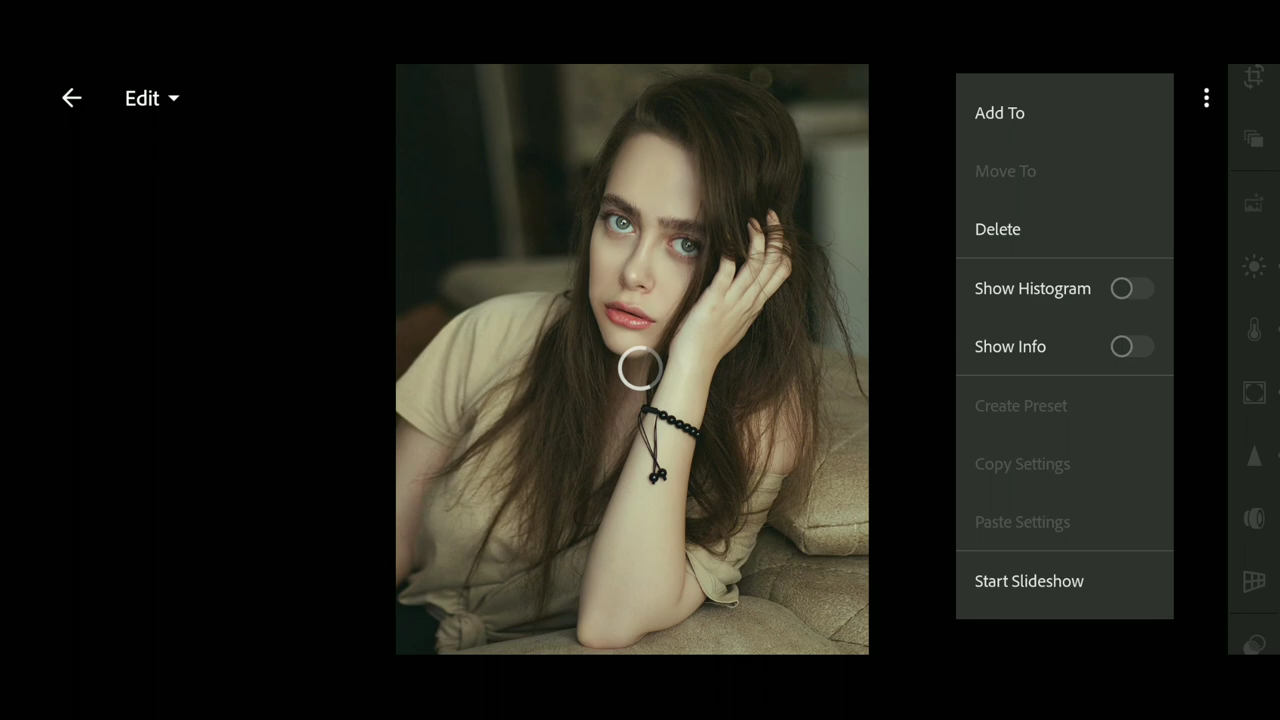 Edit
Add To
Move To
Delete
Show Histogram
Show Info
Create Preset
Copy Settings
Paste Settings
Start Slideshow